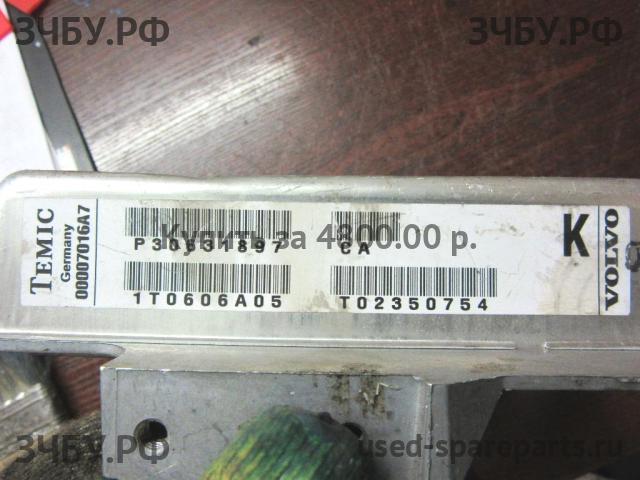 ЗЧБУ.РФ
ЗЧБУ.РФ
TEMIC
Germany
00007016A7
Купить за 4800.00 р.
CA
K
VOLVO
1T0606A05
T02350754
ЗЧБУ.РФ
used-spareparts.ru